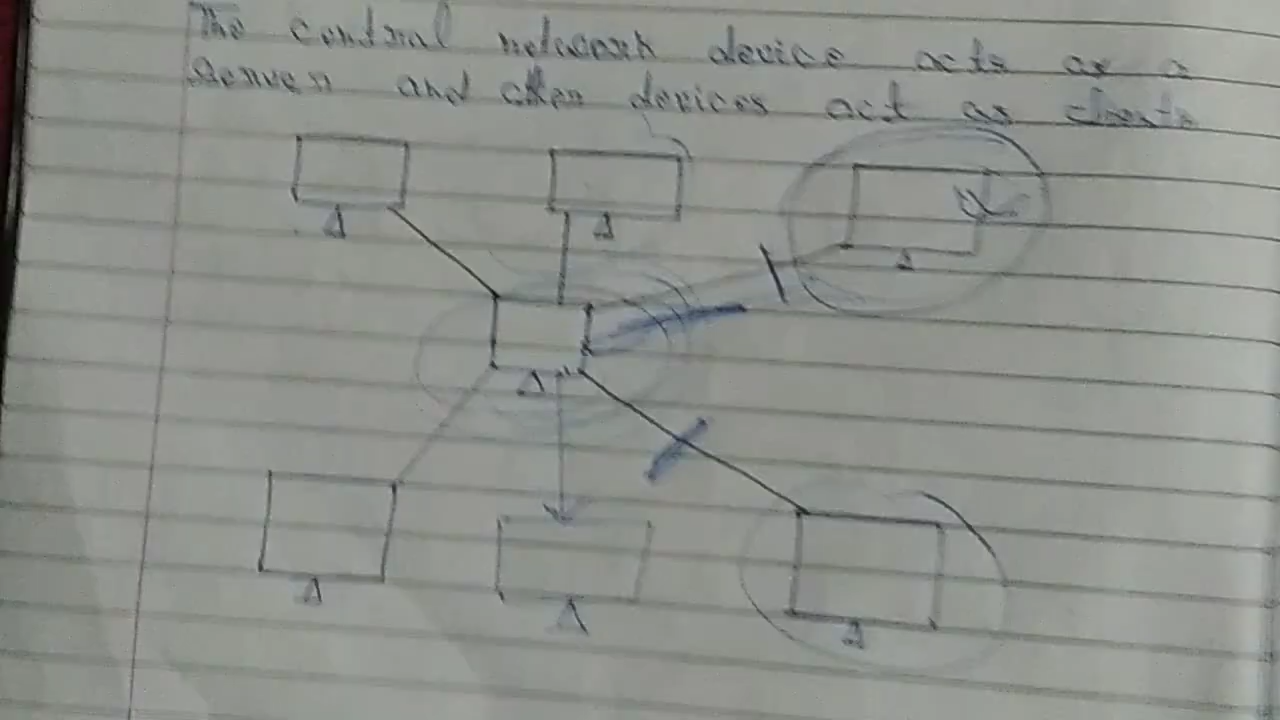 The central network device acts as a
server and other devices act as clients